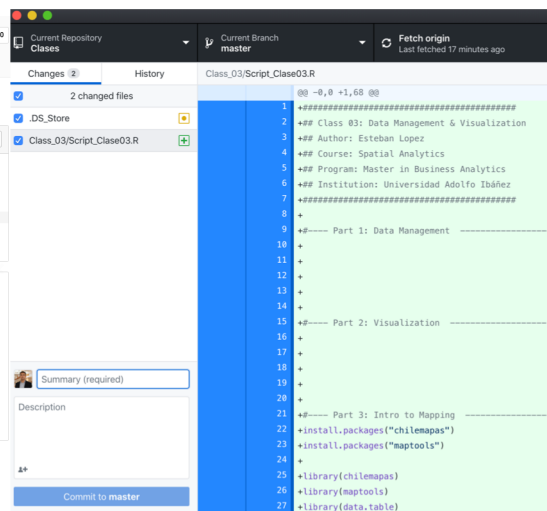 Current Repository
Clases
Current Branch
master
Fetch origin
Last fetched 17 minutes ago
Changes 2
History
2 changed files
.DS_Store
Class_03/Script_Clase03.R
Summary (required)
Description
Commit to master
Class_03/Script_Clase03.R
@@ -0,0 +1,68 @@
1 +##########################################
2 +## Class 03: Data Management & Visualization
3 +## Author: Esteban Lopez
4 +## Course: Spatial Analytics
5 +## Program: Master in Business Analytics
6 +## Institution: Universidad Adolfo Ibáñez
7 +##########################################
8 +
9 +#---- Part 1: Data Management -----------------
10 +
11 +
12 +
13 +
14 +
15 +#---- Part 2: Visualization -------------------
16 +
17 +
18 +
19 +
20 +
21 +#---- Part 3: Intro to Mapping ----------------
22 +install.packages("chilemapas")
23 +install.packages("maptools")
24 +
25 +library(chilemapas)
26 +library(maptools)
27 +library(data.table)